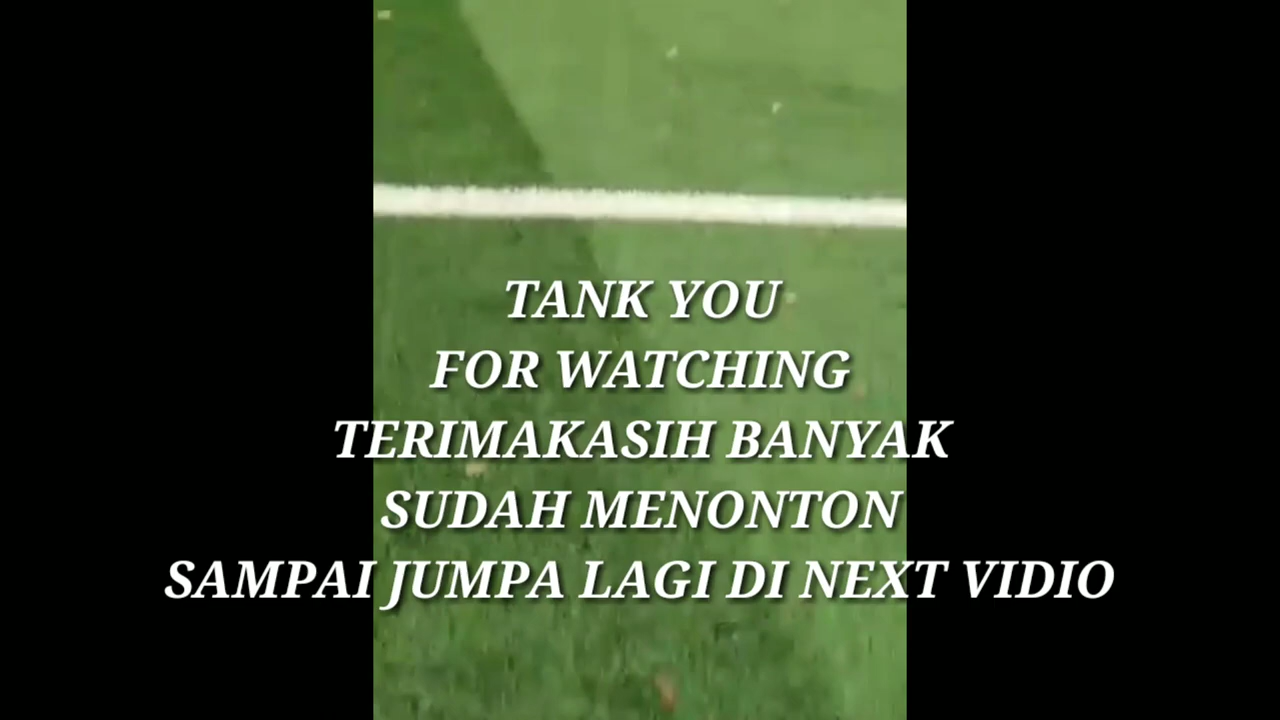 TANK YOU
FOR WATCHING
TERIMAKASIH BANYAK
SUDAH MENONTON
SAMPAI JUMPA LAGI DI NEXT VIDIO